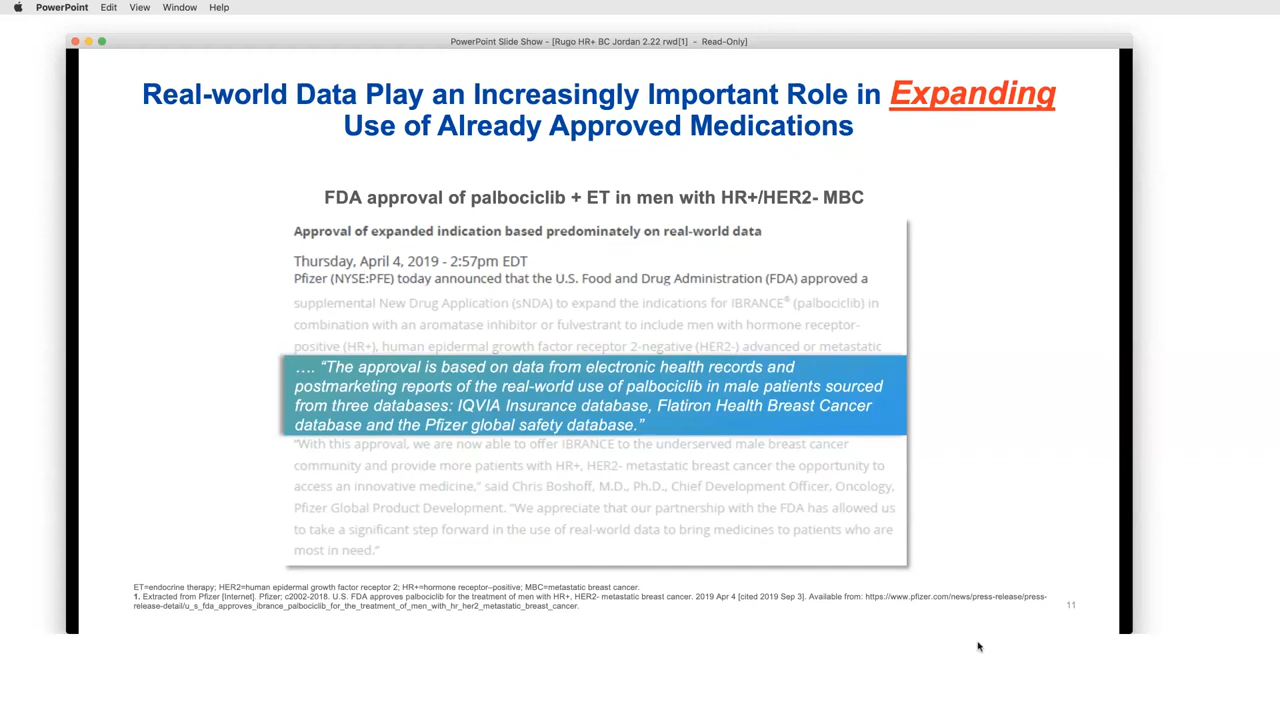 PowerPoint Edit View Window Help
PowerPoint Slide Show - [Rugo HR+ BC Jordan 2.22 rwd[1] - Read-Only]
Real-world Data Play an Increasingly Important Role in Expanding
Use of Already Approved Medications
FDA approval of palbociclib + ET in men with HR+/HER2- MBC
Approval of expanded indication based predominately on real-world data
Thursday, April 4, 2019 - 2:57pm EDT
Pfizer (NYSE:PFE) today announced that the U.S. Food and Drug Administration (FDA) approved a
supplemental New Drug Application (sNDA) to expand the indications for IBRANCE® (palbociclib) in
combination with an aromatase inhibitor or fulvestrant to include men with hormone receptor-
positive (HR+), human epidermal growth factor receptor 2-negative (HER2-) advanced or metastatic
…. “The approval is based on data from electronic health records and
postmarketing reports of the real-world use of palbociclib in male patients sourced
from three databases: IQVIA Insurance database, Flatiron Health Breast Cancer
database and the Pfizer global safety database.”
“With this approval, we are now able to offer IBRANCE to the underserved male breast cancer
community and provide more patients with HR+, HER2- metastatic breast cancer the opportunity to
access an innovative medicine,” said Chris Boshoff, M.D., Ph.D., Chief Development Officer, Oncology,
Pfizer Global Product Development. “We appreciate that our partnership with the FDA has allowed us
to take a significant step forward in the use of real-world data to bring medicines to patients who are
most in need.”
ET=endocrine therapy; HER2=human epidermal growth factor receptor 2; HR+=hormone receptor–positive; MBC=metastatic breast cancer.
1. Extracted from Pfizer [Internet]. Pfizer; c2002-2018. U.S. FDA approves palbociclib for the treatment of men with HR+, HER2- metastatic breast cancer. 2019 Apr 4 [cited 2019 Sep 3]. Available from: https://www.pfizer.com/news/press-release/press-
release-detail/u_s_fda_approves_ibrance_palbociclib_for_the_treatment_of_men_with_hr_her2_metastatic_breast_cancer.
11